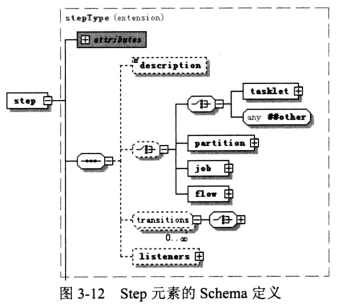 stepType (extension)
attributes
description
tasklet
any ##other
step
partition
job
flow
transitions
0..∞
listeners
图 3-12 Step 元素的 Schema 定义